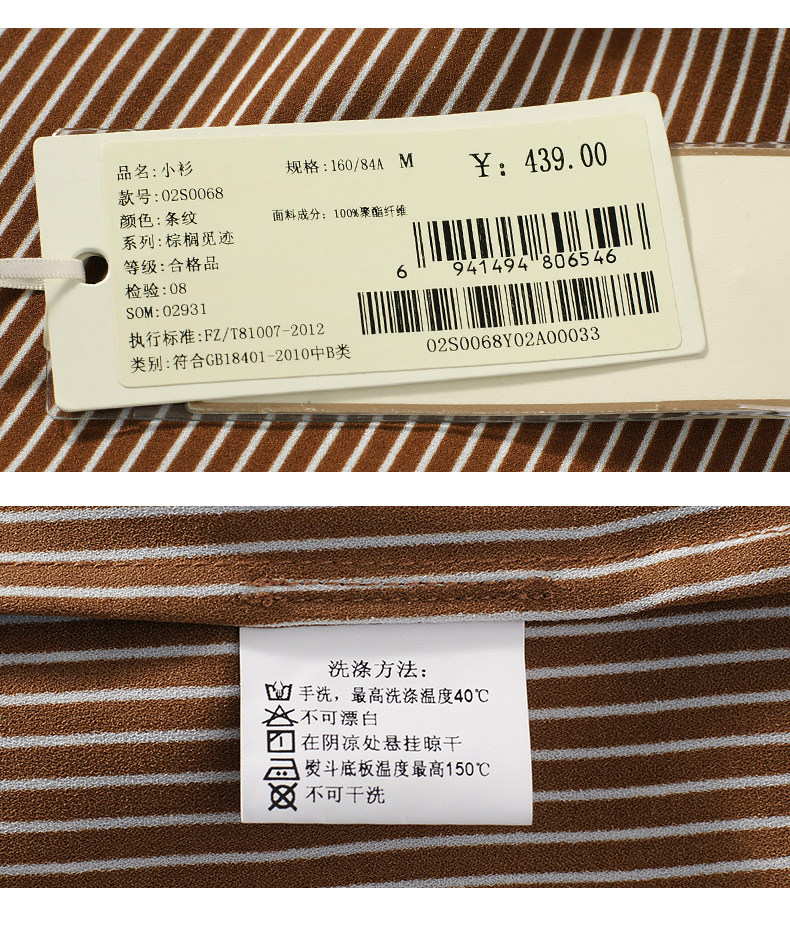 品名:小衫 规格:160/84A M ¥: 439.00
款号:02S0068
颜色:条纹 面料成分: 100%聚酯纤维
系列:棕榈觅迹
等级:合格品
检验:08
SOM:02931
执行标准:FZ/T81007-2012
类别:符合GB18401-2010中B类
6 941494 806546
02S0068Y02A00033
洗涤方法:
手洗，最高洗涤温度40℃
不可漂白
在阴凉处悬挂晾干
熨斗底板温度最高150℃
不可干洗